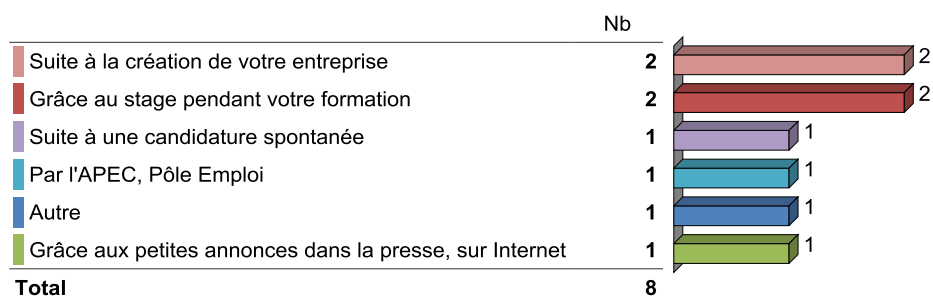 Nb
Suite à la création de votre entreprise 2 2
Grâce au stage pendant votre formation 2 2
Suite à une candidature spontanée 1 1
Par l'APEC, Pôle Emploi 1 1
Autre 1 1
Grâce aux petites annonces dans la presse, sur Internet 1 1
Total 8